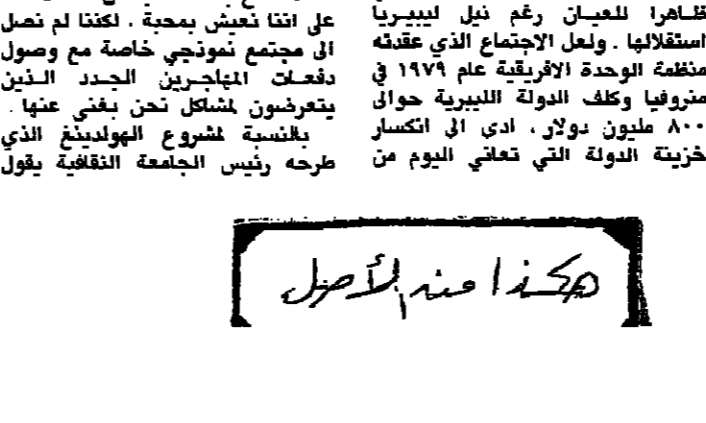 ظاهرا للعيان رغم نيل ليبيريا
استقلالها . ولعل الاجتماع الذي عقدته
منظمة الوحدة الافريقية عام ١٩٧٩ في
منروفيا وكلف الدولة الليبرية حوالى
٨٠٠ مليون دولار ، ادى الى انكسار
خزينة الدولة التي تعاني اليوم من
على اننا نعيش بمحبة . لكننا لم نصل
الى مجتمع نموذجي خاصة مع وصول
دفعات المهاجرين الجدد الذين
يتعرضون لمشاكل نحن بغنى عنها .
بالنسبة لمشروع الهولدينغ الذي
طرحه رئيس الجامعة الثقافية يقول
هكذا من الأصل